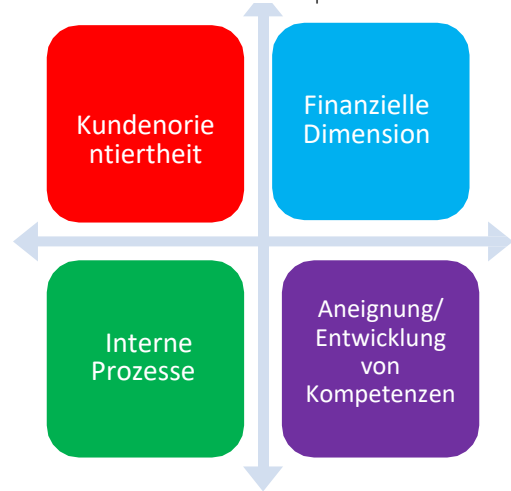 Kundenorie
ntiertheit
Finanzielle
Dimension
Interne
Prozesse
Aneignung/
Entwicklung
von
Kompetenzen